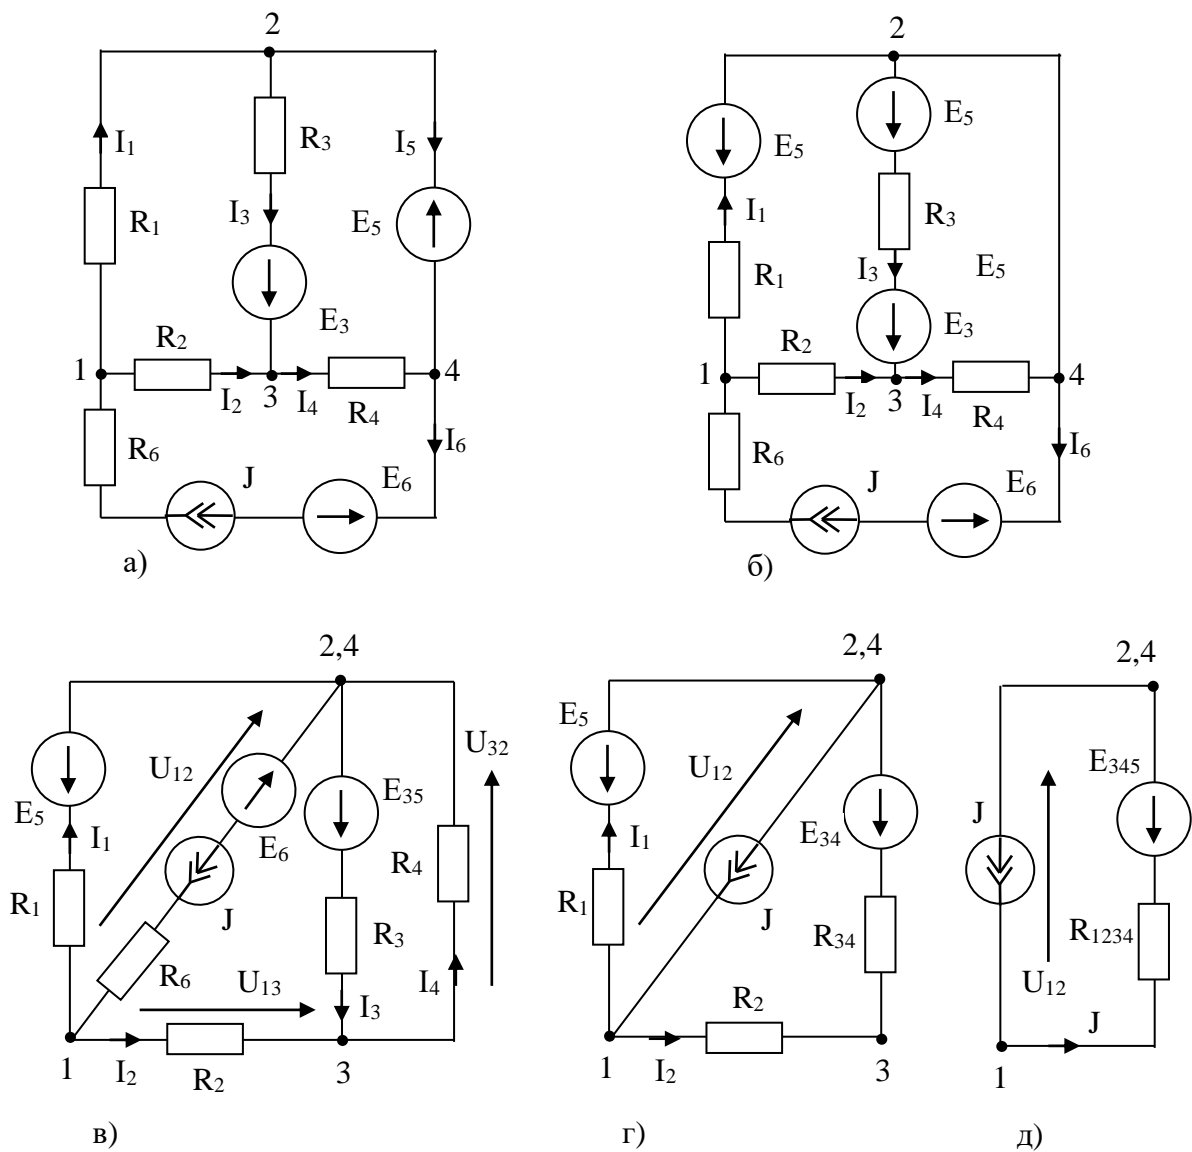 2
I₁
R₃
I₅
I₃
R₁
E₅
E₃
R₂
1
4
I₂
3
I₄
R₄
R₆
I₆
J
E₆
а)
2
E₅
E₅
I₁
R₃
I₃
E₅
R₁
E₃
R₂
1
4
I₂
3
I₄
R₄
R₆
I₆
J
E₆
б)
2,4
U₁₂
U₃₂
E₅
E₃₅
I₁
E₆
R₄
R₁
J
R₃
R₆
U₁₃
I₄
I₃
1
I₂
R₂
3
в)
2,4
E₅
U₁₂
I₁
E₃₄
R₁
J
R₃₄
R₂
1
I₂
3
г)
2,4
E₃₄₅
J
R₁₂₃₄
U₁₂
J
1
д)